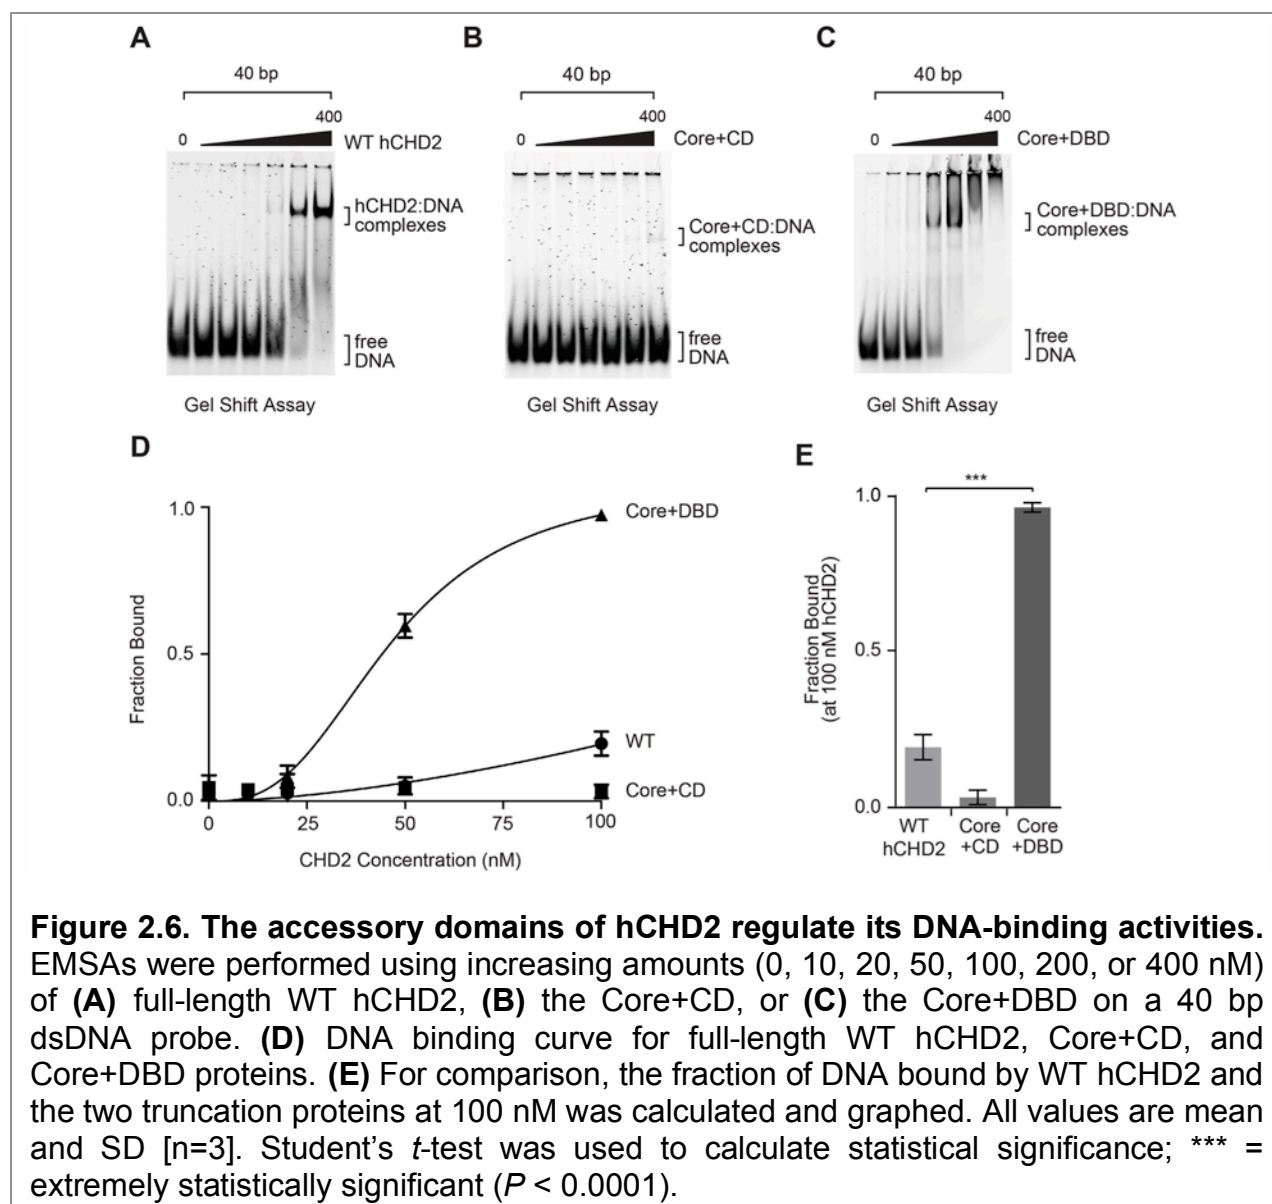 A
40 bp
0
400
WT hCHD2
hCHD2:DNA
complexes
free
DNA
Gel Shift Assay
B
40 bp
0
400
Core+CD
Core+CD:DNA
complexes
free
DNA
Gel Shift Assay
C
40 bp
0
400
Core+DBD
Core+DBD:DNA
complexes
free
DNA
Gel Shift Assay
D
Fraction Bound
1.0
0.5
0.0
0
25
50
75
100
CHD2 Concentration (nM)
Core+DBD
WT
Core+CD
E
Fraction Bound
(at 100 nM hCHD2)
1.0
0.5
0.0
***
WT
hCHD2
Core
+CD
Core
+DBD
Figure 2.6. The accessory domains of hCHD2 regulate its DNA-binding activities.
EMSAs were performed using increasing amounts (0, 10, 20, 50, 100, 200, or 400 nM)
of (A) full-length WT hCHD2, (B) the Core+CD, or (C) the Core+DBD on a 40 bp
dsDNA probe. (D) DNA binding curve for full-length WT hCHD2, Core+CD, and
Core+DBD proteins. (E) For comparison, the fraction of DNA bound by WT hCHD2 and
the two truncation proteins at 100 nM was calculated and graphed. All values are mean
and SD [n=3]. Student’s t-test was used to calculate statistical significance; *** =
extremely statistically significant (P < 0.0001).